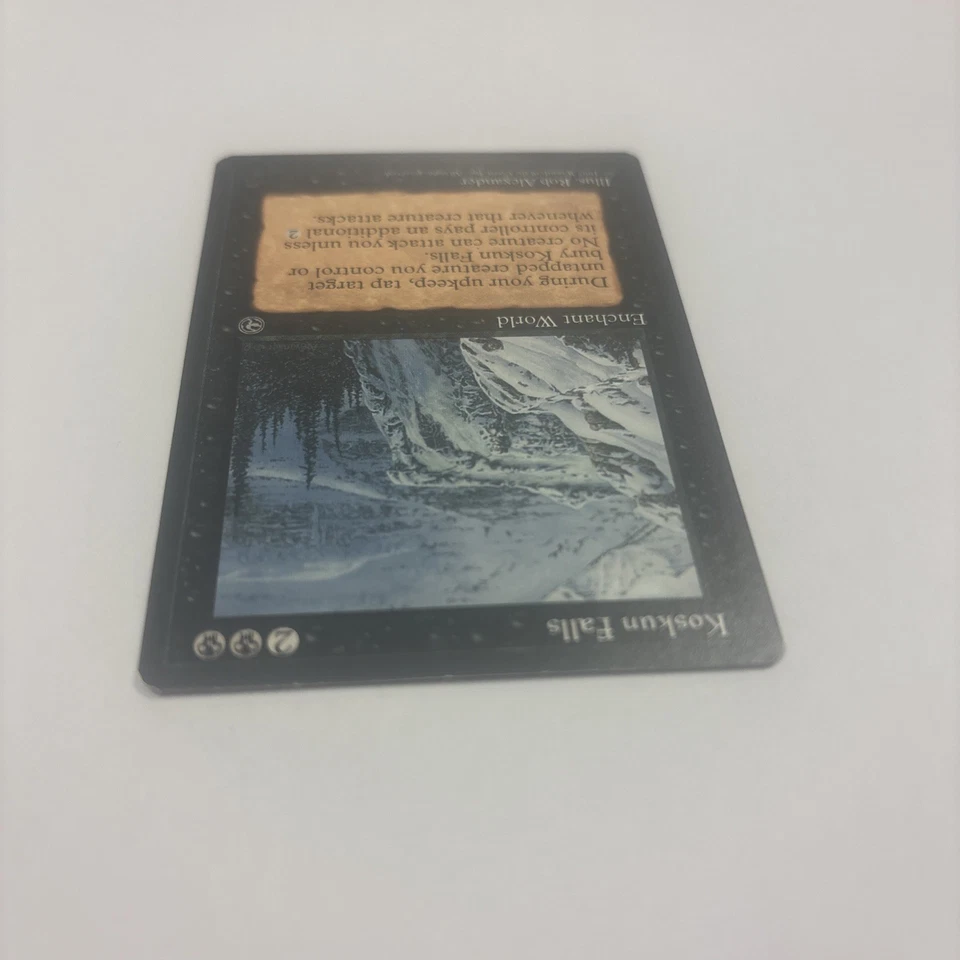 Koskun Falls
2
Enchant World
During your upkeep, tap target
untapped creature you control or
bury Koskun Falls.
No creature can attack you unless
its controller pays an additional 2
whenever that creature attacks.
Illus. Rob Alexander